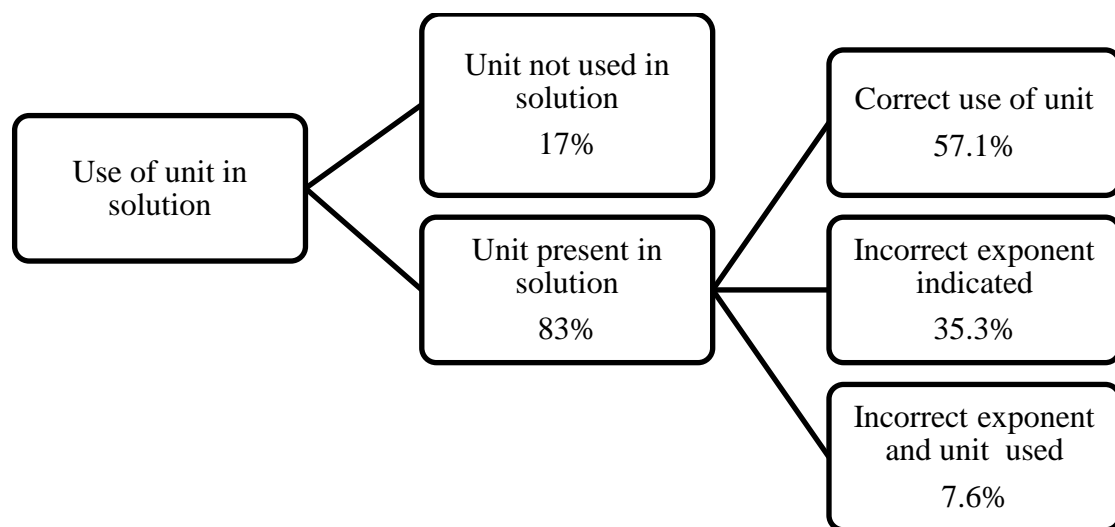 Use of unit in
solution
Unit not used in
solution
17%
Unit present in
solution
83%
Correct use of unit
57.1%
Incorrect exponent
indicated
35.3%
Incorrect exponent
and unit used
7.6%